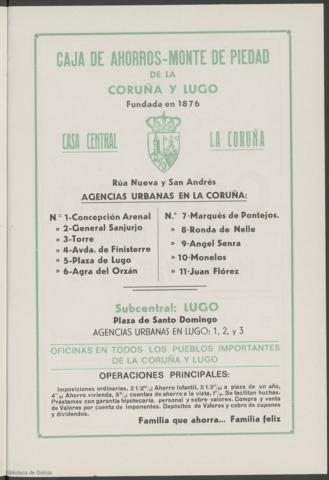 CAJA DE AHORROS-MONTE DE PIEDAD
DE LA
CORUÑA Y LUGO
Fundada en 1876
CASA CENTRAL
LA CORUÑA
Rúa Nueva y San Andrés
AGENCIAS URBANAS EN LA CORUÑA:
N.º 1-Concepción Arenal
» 2-General Sanjurjo
» 3-Torre
» 4-Avda. de Finisterre
» 5-Plaza de Lugo
» 6-Agra del Orzán
N.º 7-Marqués de Pontejos.
» 8-Ronda de Nelle
» 9-Angel Senra
» 10-Monelos
» 11-Juan Flórez
Subcentral: LUGO
Plaza de Santo Domingo
AGENCIAS URBANAS EN LUGO: 1, 2, y 3
OFICINAS EN TODOS LOS PUEBLOS IMPORTANTES
DE LA CORUÑA Y LUGO
OPERACIONES PRINCIPALES:
Imposiciones ordinarias, 2 1/2 º/o; Ahorro Infantil, 2 1/2 º/o; a plazo de un año,
4 º/o; Ahorro vivienda, 5 º/o; cuentas de ahorro a la vista, 1 º/o. Se facilitan huchas.
Préstamos con garantía hipotecaria, personal y sobre valores. Compra y venta
de Valores por cuenta de Imponentes. Depósitos de Valores y cobro de cupones
y dividendos.
Familia que ahorra... Familia feliz
Biblioteca de Galicia